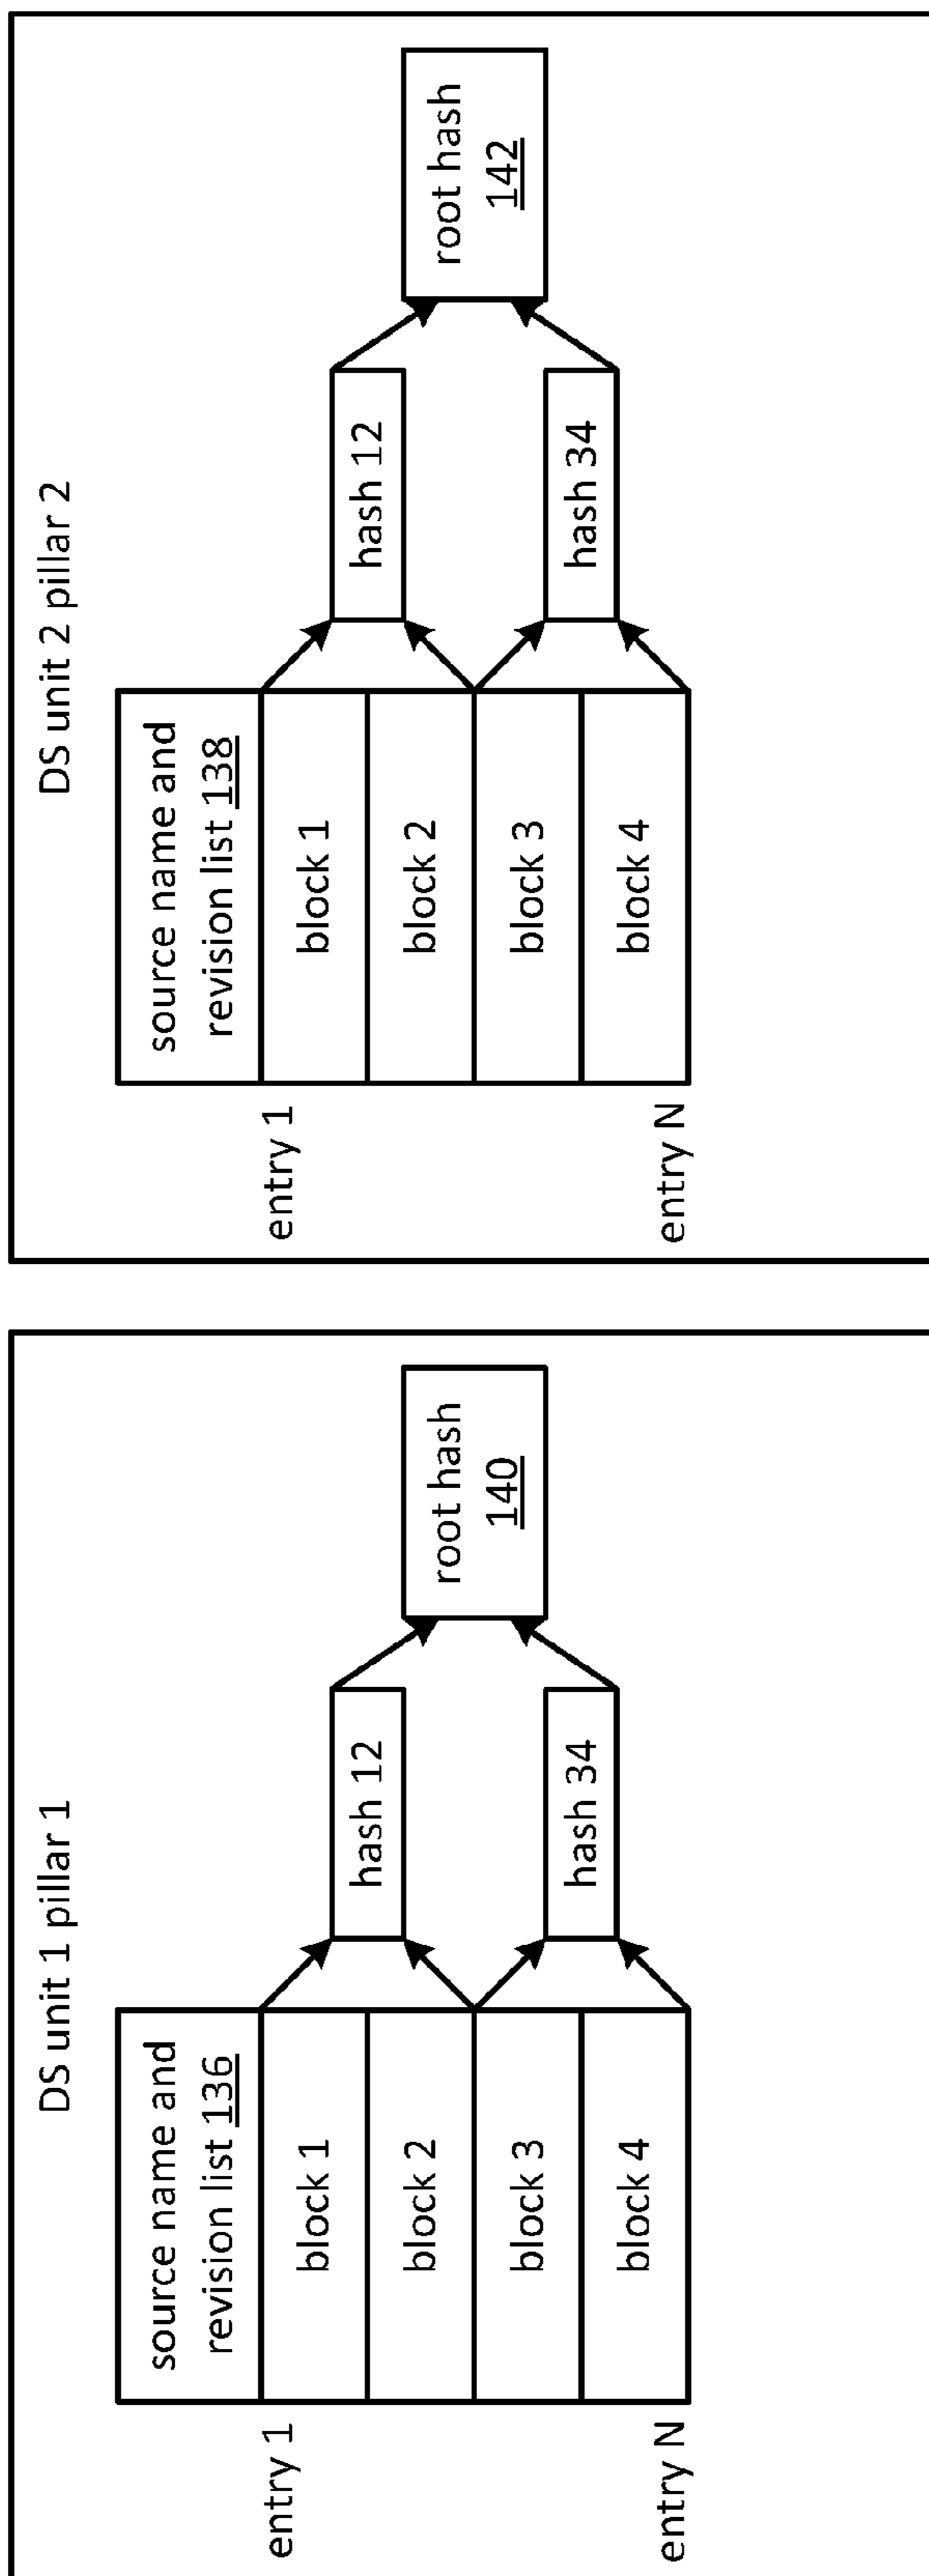 DS unit 1 pillar 1
source name and
revision list 136
entry 1
block 1
block 2
block 3
entry N
block 4
hash 12
hash 34
root hash
140
DS unit 2 pillar 2
source name and
revision list 138
entry 1
block 1
block 2
block 3
entry N
block 4
hash 12
hash 34
root hash
142